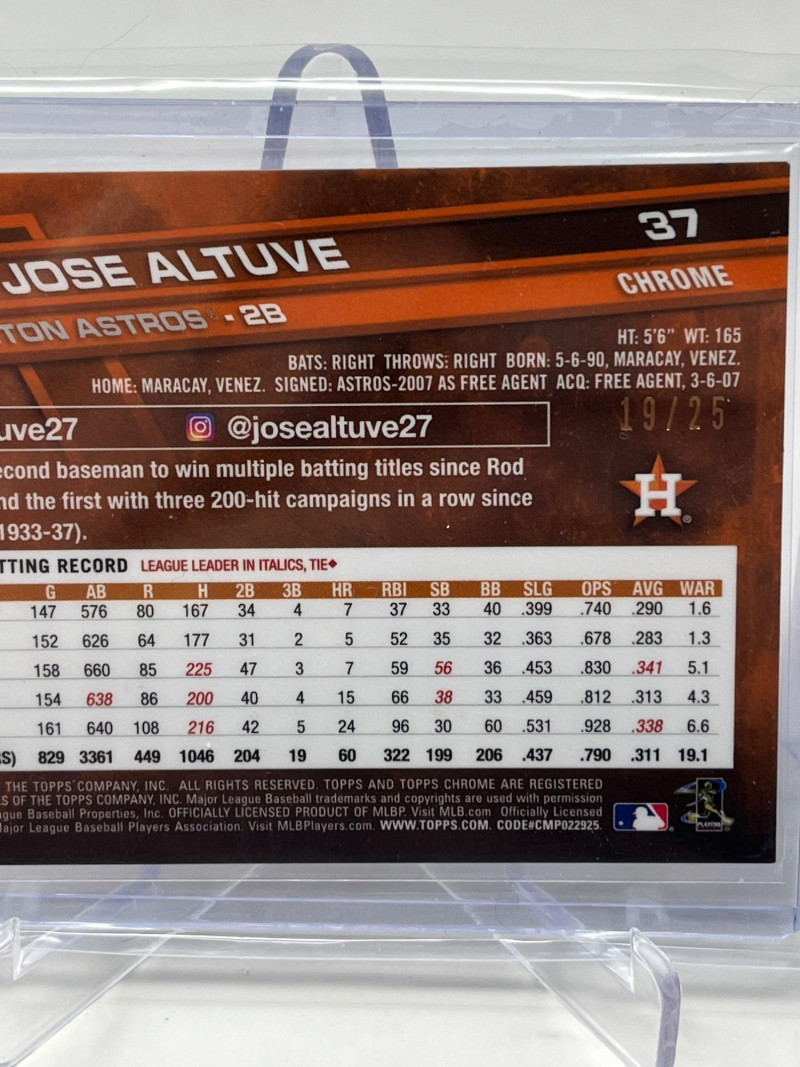 37
JOSE ALTUVE
CHROME
TON ASTROS® - 2B
HT: 5'6" WT: 165
BATS: RIGHT THROWS: RIGHT BORN: 5-6-90, MARACAY, VENEZ.
HOME: MARACAY, VENEZ. SIGNED: ASTROS-2007 AS FREE AGENT ACQ: FREE AGENT, 3-6-07
19/25
uve27 @josealtuve27
econd baseman to win multiple batting titles since Rod
nd the first with three 200-hit campaigns in a row since
1933-37).
H®
TTING RECORD LEAGUE LEADER IN ITALICS, TIE◆
G AB R H 2B 3B HR RBI SB BB SLG OPS AVG WAR
147 576 80 167 34 4 7 37 33 40 .399 .740 .290 1.6
152 626 64 177 31 2 5 52 35 32 .363 .678 .283 1.3
158 660 85 225 47 3 7 59 56 36 .453 .830 .341 5.1
154 638 86 200 40 4 15 66 38 33 .459 .812 .313 4.3
161 640 108 216 42 5 24 96 30 60 .531 .928 .338 6.6
RS) 829 3361 449 1046 204 19 60 322 199 206 .437 .790 .311 19.1
THE TOPPS COMPANY, INC. ALL RIGHTS RESERVED. TOPPS AND TOPPS CHROME ARE REGISTERED
S OF THE TOPPS COMPANY, INC. Major League Baseball trademarks and copyrights are used with permission
gue Baseball Properties, Inc. OFFICIALLY LICENSED PRODUCT OF MLBP. Visit MLB.com Officially Licensed
ajor League Baseball Players Association. Visit MLBPlayers.com. WWW.TOPPS.COM. CODE#CMP022925.
PLAYERS